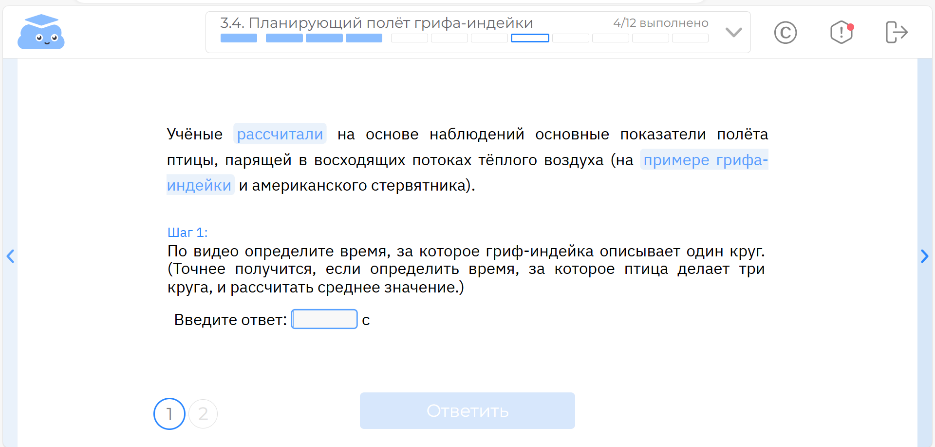 3.4. Планирующий полёт грифа-индейки
4/12 выполнено
Учёные рассчитали на основе наблюдений основные показатели полёта
птицы, парящей в восходящих потоках тёплого воздуха (на примере грифа-
индейки и американского стервятника).
Шаг 1:
По видео определите время, за которое гриф-индейка описывает один круг.
(Точнее получится, если определить время, за которое птица делает три
круга, и рассчитать среднее значение.)
Введите ответ: с
1 2
Ответить